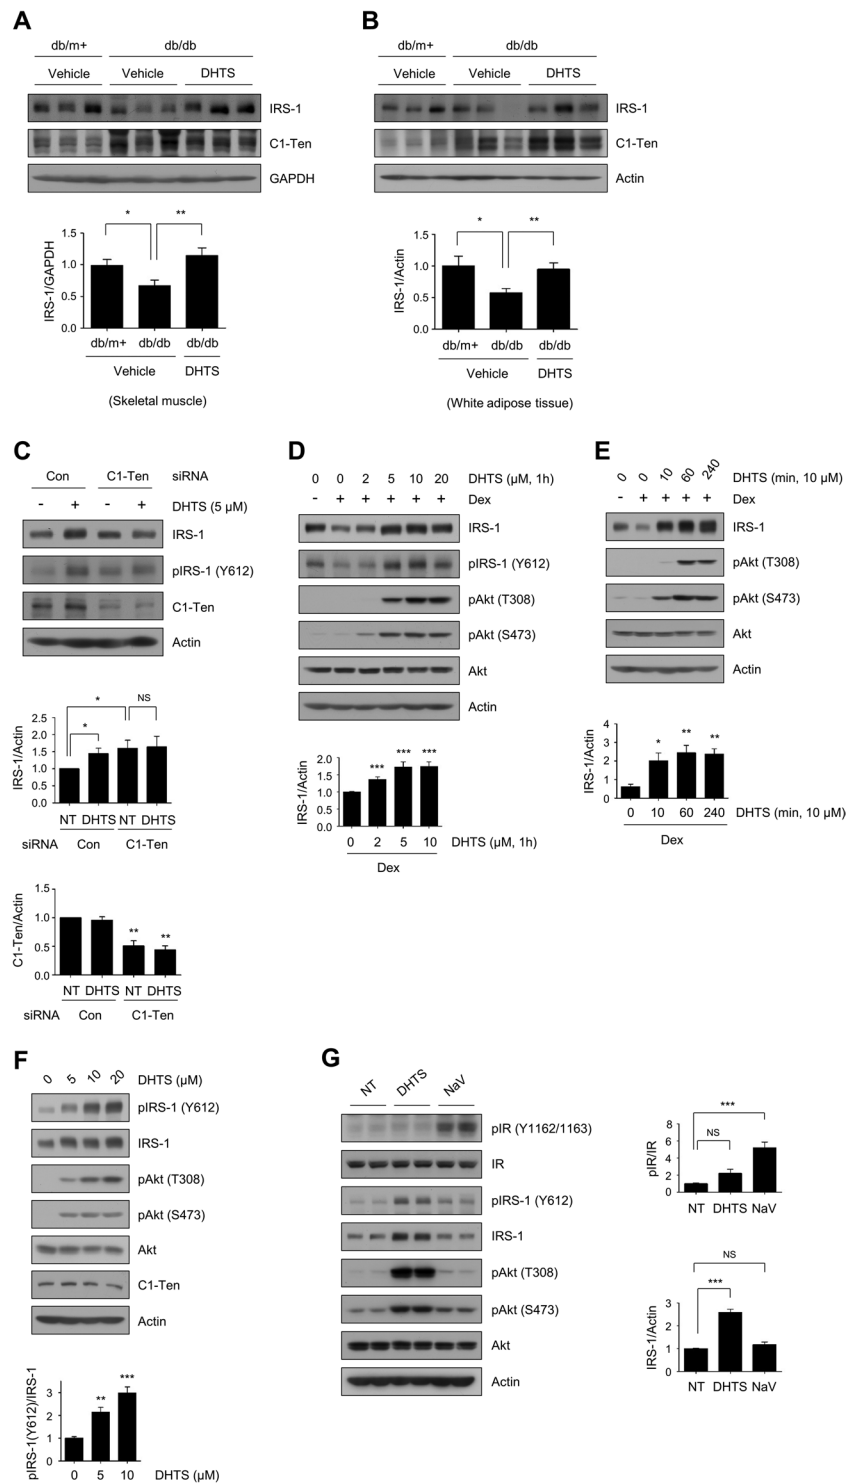 A
db/m+ db/db
Vehicle Vehicle DHTS
IRS-1
C1-Ten
GAPDH
* **
IRS-1/GAPDH
1.5
1.0
0.5
0.0
db/m+ db/db db/db
Vehicle DHTS
(Skeletal muscle)
B
db/m+ db/db
Vehicle Vehicle DHTS
IRS-1
C1-Ten
Actin
* **
IRS-1/Actin
1.5
1.0
0.5
0.0
db/m+ db/db db/db
Vehicle DHTS
(White adipose tissue)
C
Con C1-Ten siRNA
- + - + DHTS (5 µM)
IRS-1
pIRS-1 (Y612)
C1-Ten
Actin
* NS
*
IRS-1/Actin
2.5
2.0
1.5
1.0
0.5
0.0
NT DHTS NT DHTS
siRNA Con C1-Ten
C1-Ten/Actin
1.5
1.0
0.5
0.0
** **
NT DHTS NT DHTS
siRNA Con C1-Ten
D
0 0 2 5 10 20 DHTS (µM, 1h)
- + + + + + Dex
IRS-1
pIRS-1 (Y612)
pAkt (T308)
pAkt (S473)
Akt
Actin
IRS-1/Actin
2.0
1.5
1.0
0.5
0.0
*** *** ***
0 2 5 10 DHTS (µM, 1h)
Dex
E
0 0 10 60 240 DHTS (min, 10 µM)
- + + + + Dex
IRS-1
pAkt (T308)
pAkt (S473)
Akt
Actin
IRS-1/Actin
4
3
2
1
0
* ** **
0 10 60 240 DHTS (min, 10 µM)
Dex
F
0 5 10 20 DHTS (µM)
pIRS-1 (Y612)
IRS-1
pAkt (T308)
pAkt (S473)
Akt
C1-Ten
Actin
pIRS-1(Y612)/IRS-1
3
2
1
0
** ***
0 5 10 DHTS (µM)
G
NT DHTS NaV
pIR (Y1162/1163)
IR
pIRS-1 (Y612)
IRS-1
pAkt (T308)
pAkt (S473)
Akt
Actin
***
NS
pIR/IR
8
6
4
2
0
NT DHTS NaV
NS
***
IRS-1/Actin
3
2
1
0
NT DHTS NaV